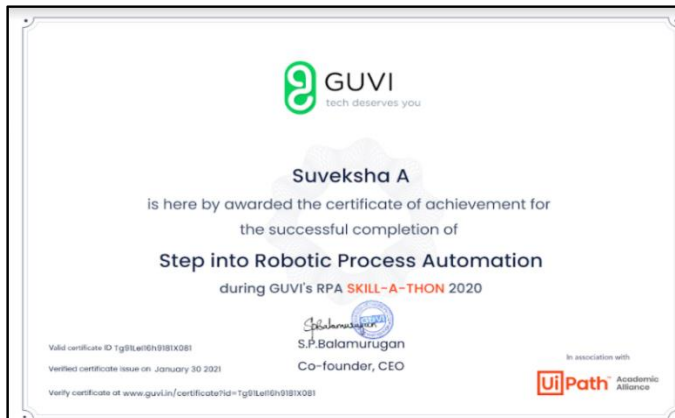 GUVI
tech deserves you
Suveksha A
is here by awarded the certificate of achievement for
the successful completion of
Step into Robotic Process Automation
during GUVI's RPA SKILL-A-THON 2020
S.P.Balamurugan
Co-founder, CEO
Valid certificate ID
Verified certificate issue on January 30 2021
Verify certificate at www.guvi.in/certificate?id=
In association with
UiPath™ Academic
Alliance